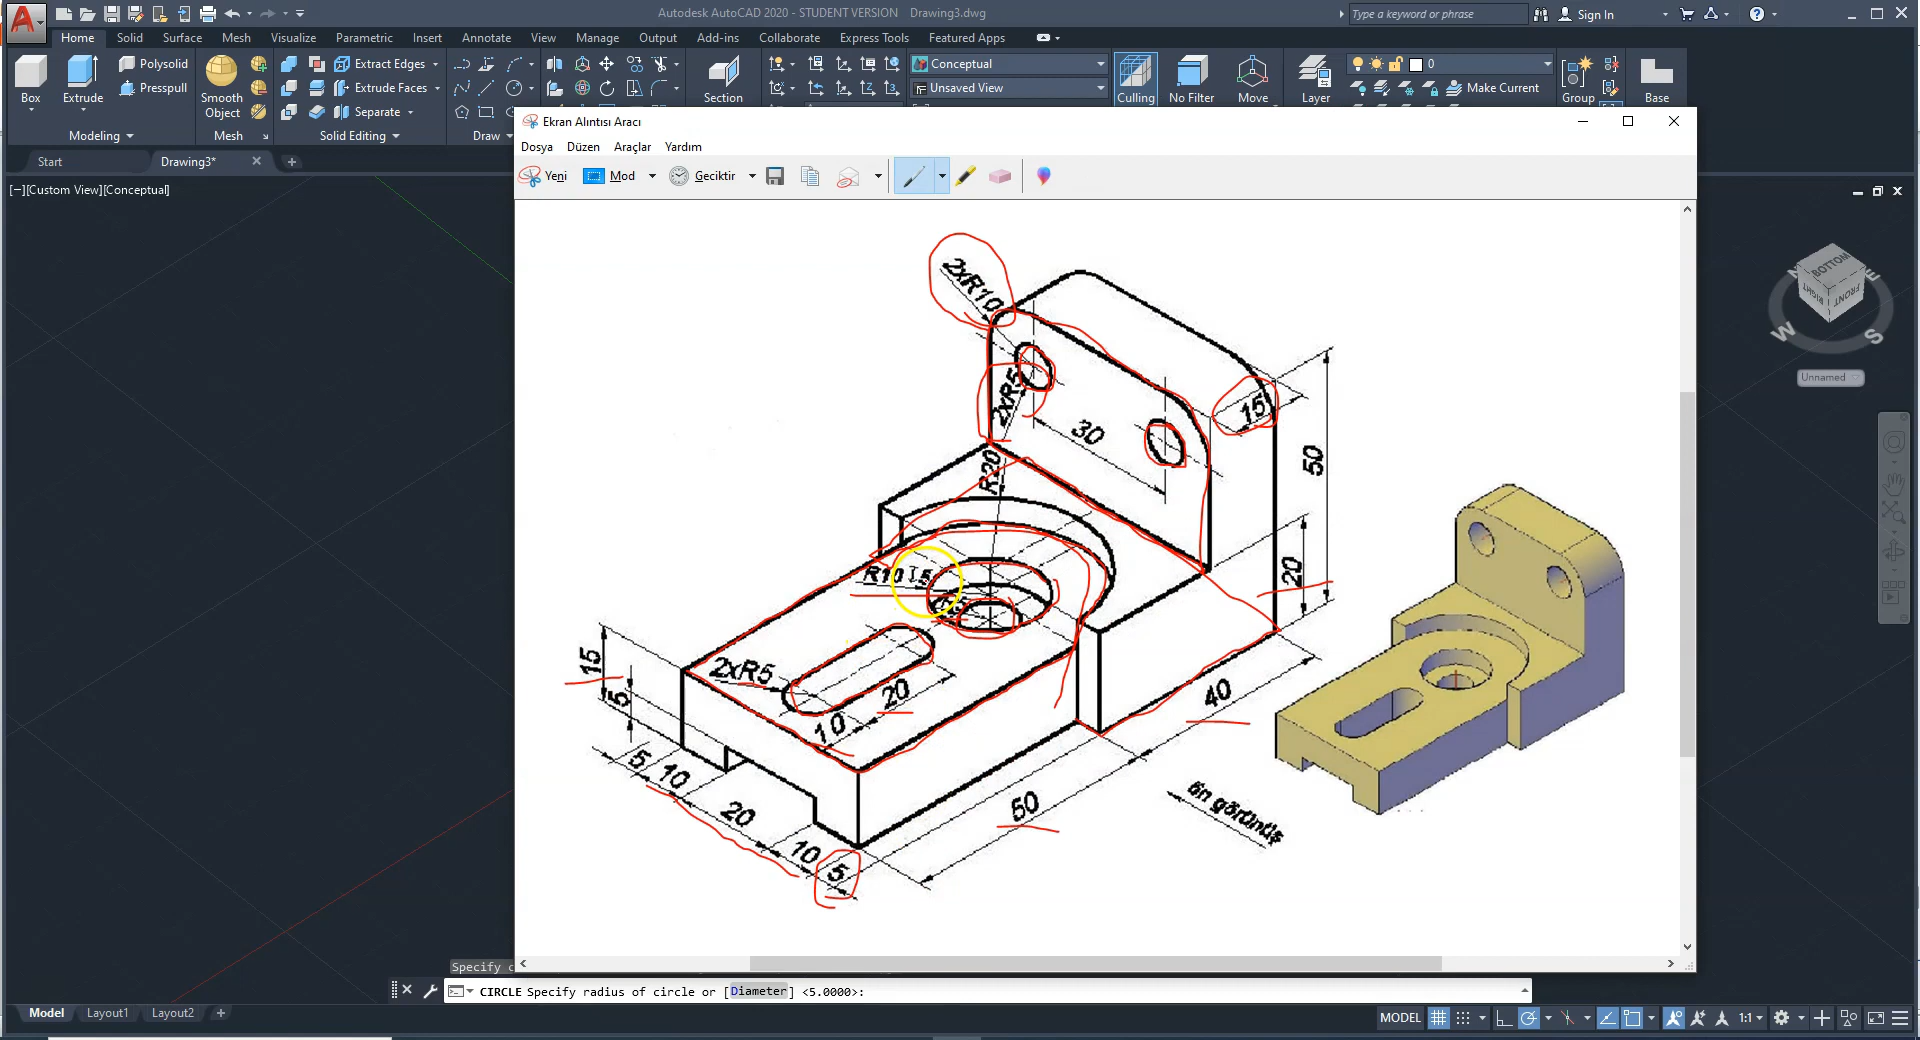 Autodesk AutoCAD 2020 - STUDENT VERSION Drawing3.dwg
Type a keyword or phrase
Sign In
Home Solid Surface Mesh Visualize Parametric Insert Annotate View Manage Output Add-ins Collaborate Express Tools Featured Apps
Box
Extrude
Polysolid
Presspull
Smooth Object
Extract Edges
Extrude Faces
Separate
Section
Conceptual
Unsaved View
Culling
No Filter
Move
Layer
0
Make Current
Group
Base
Modeling
Mesh
Solid Editing
Draw
Start
Drawing3*
[−][Custom View][Conceptual]
Ekran Alıntısı Aracı
Dosya Düzen Araçlar Yardım
Yeni
Mod
Geciktir
2xR10
2xR5
15
30
50
R20
20
R10
5
15
5
2xR5
20
10
40
5
10
20
10
5
50
ön görünüş
BOTTOM
RIGHT
FRONT
W
S
E
Unnamed
Specify c
CIRCLE Specify radius of circle or [Diameter] <5.0000>:
Model Layout1 Layout2
MODEL
1:1